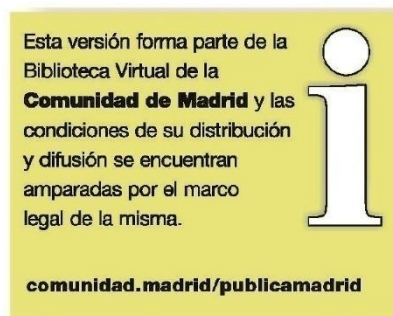 Esta versión forma parte de la
Biblioteca Virtual de la
Comunidad de Madrid y las
condiciones de su distribución
y difusión se encuentran
amparadas por el marco
legal de la misma.
i
comunidad.madrid/publicamadrid